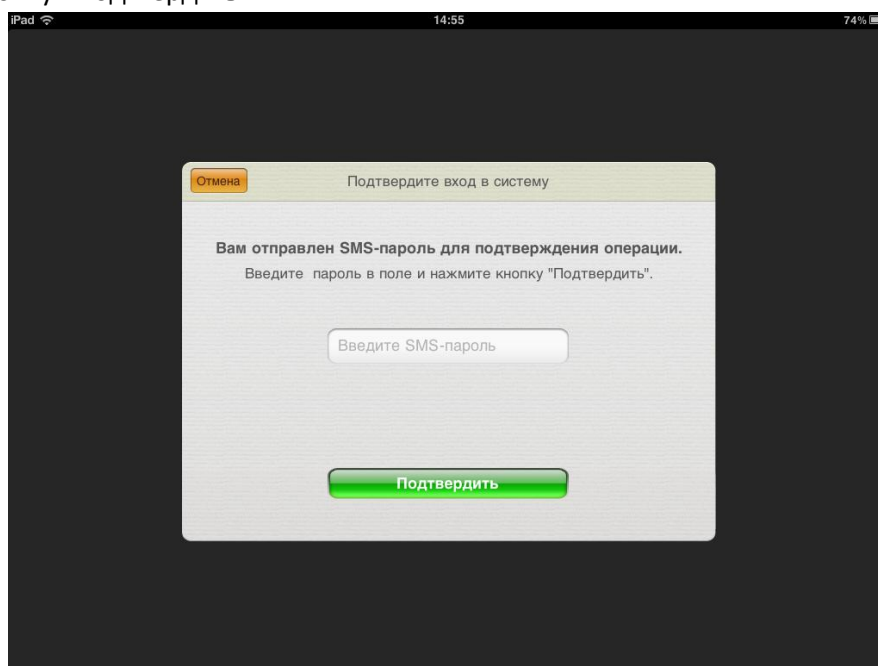 iPad
14:55
74%
Отмена
Подтвердите вход в систему
Вам отправлен SMS-пароль для подтверждения операции.
Введите пароль в поле и нажмите кнопку "Подтвердить".
Введите SMS-пароль
Подтвердить